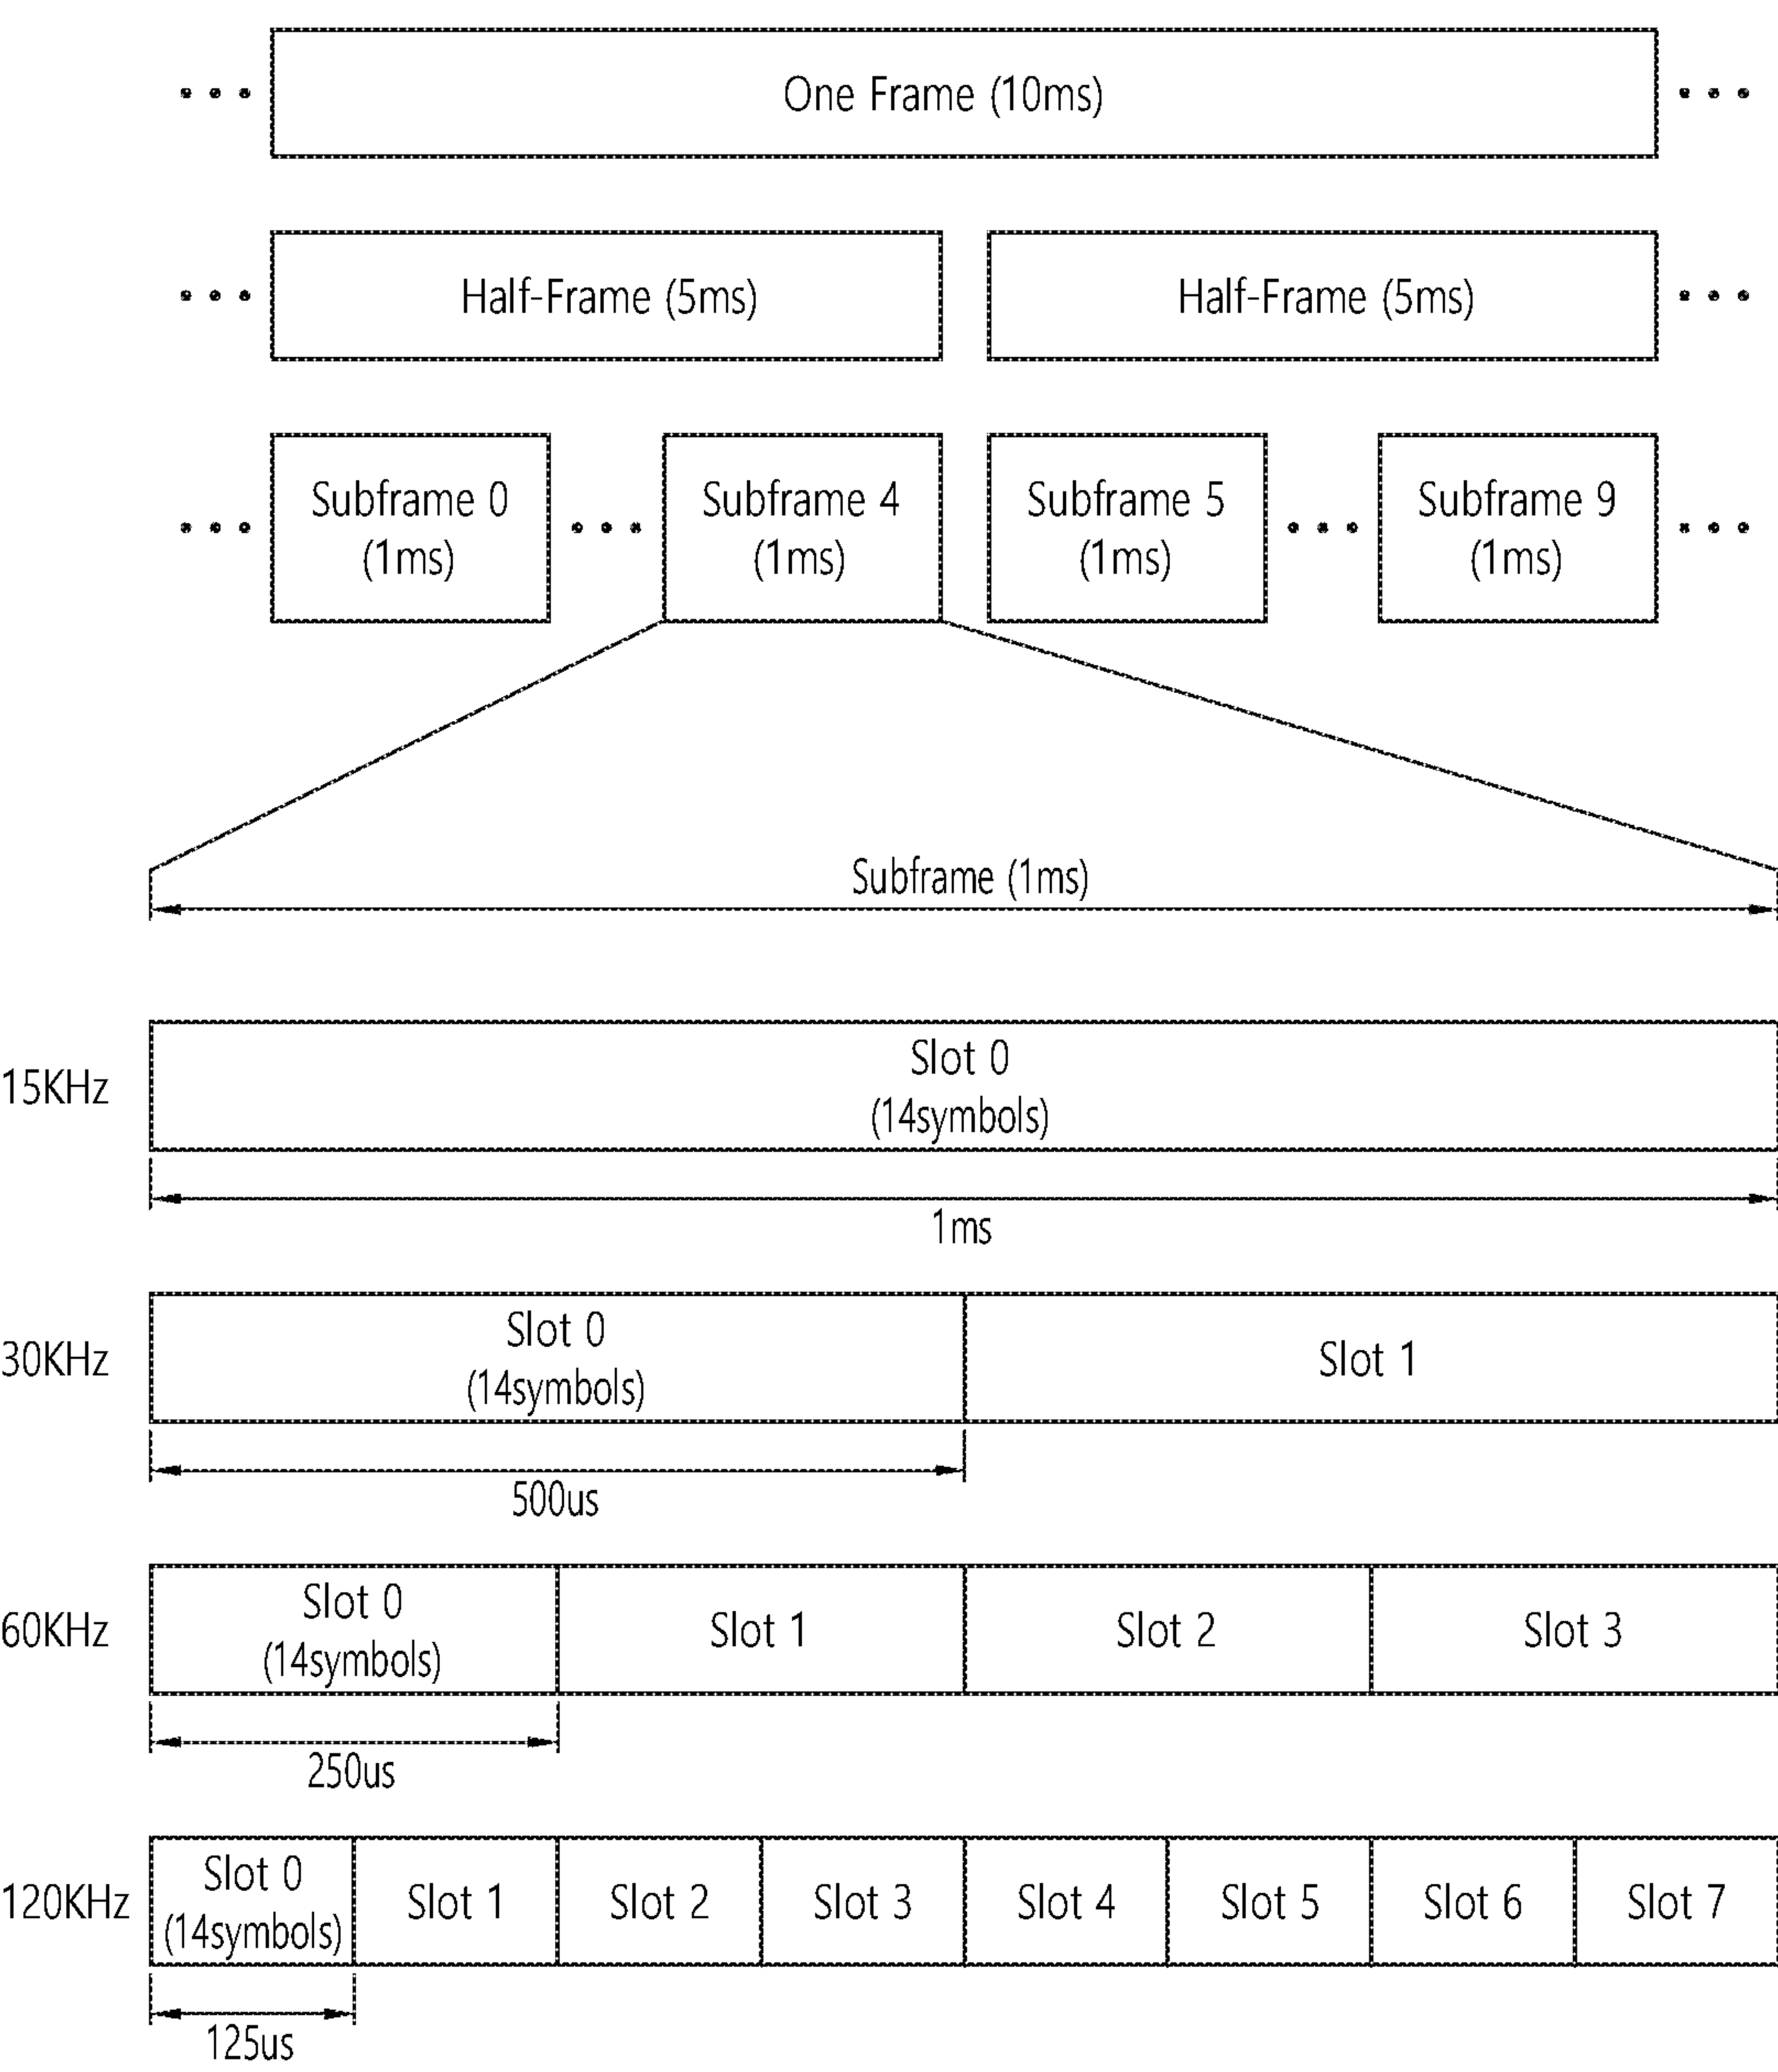 One Frame (10ms)
Half-Frame (5ms)
Half-Frame (5ms)
Subframe 0
(1ms)
Subframe 4
(1ms)
Subframe 5
(1ms)
Subframe 9
(1ms)
Subframe (1ms)
15KHz
Slot 0
(14symbols)
1ms
30KHz
Slot 0
(14symbols)
Slot 1
500us
60KHz
Slot 0
(14symbols)
Slot 1
Slot 2
Slot 3
250us
120KHz
Slot 0
(14symbols)
Slot 1
Slot 2
Slot 3
Slot 4
Slot 5
Slot 6
Slot 7
125us